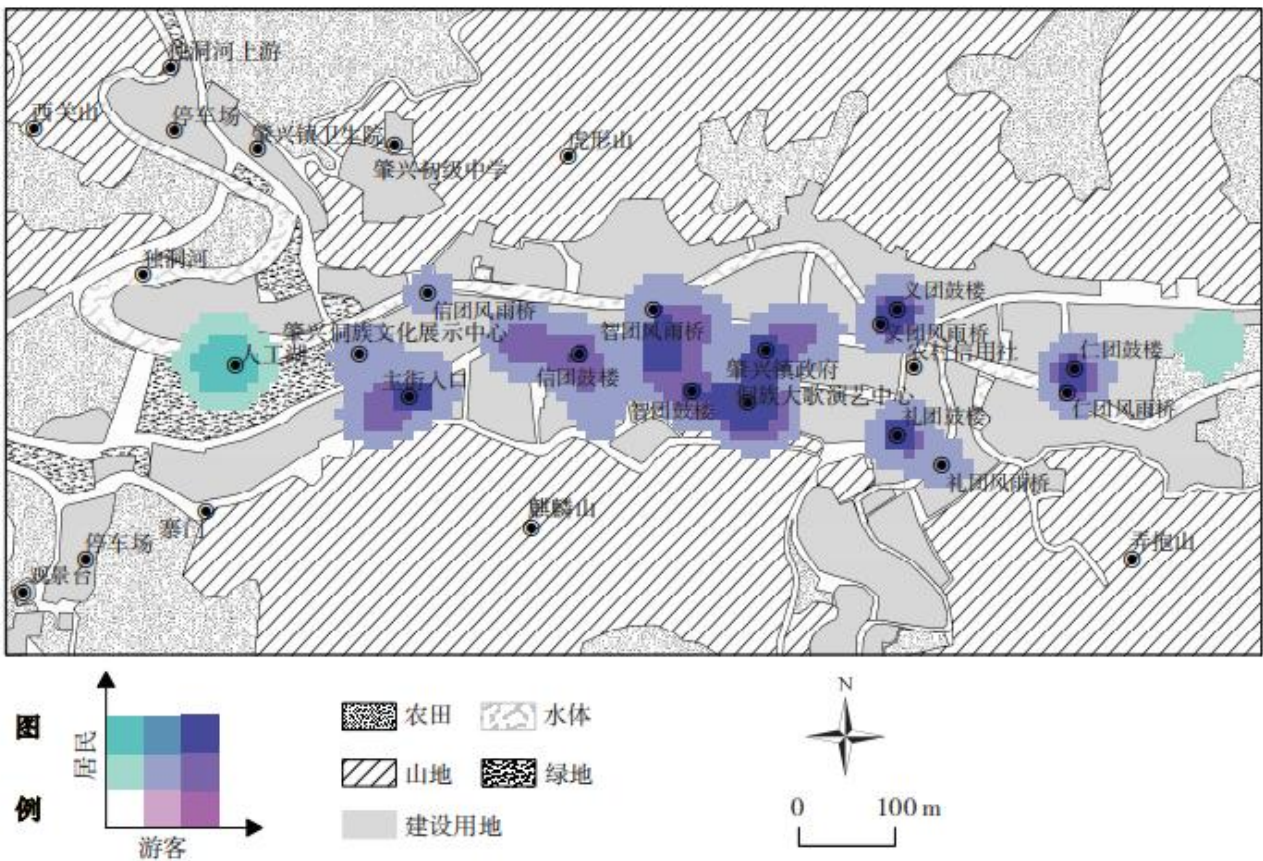 独洞河上游
西关山
停车场
肇兴镇卫生院
虎形山
肇兴初级中学
独洞河
信团风雨桥
义团鼓楼
肇兴侗族文化展示中心
智团风雨桥
义团风雨桥
人工湖
信团鼓楼
肇兴镇政府
农村信用社
仁团鼓楼
主街入口
侗族大歌演艺中心
智团鼓楼
仁团风雨桥
礼团鼓楼
礼团风雨桥
寨门
麒麟山
停车场
弄抱山
观景台
图
例
居民
游客
农田
水体
山地
绿地
建设用地
N
0 100 m